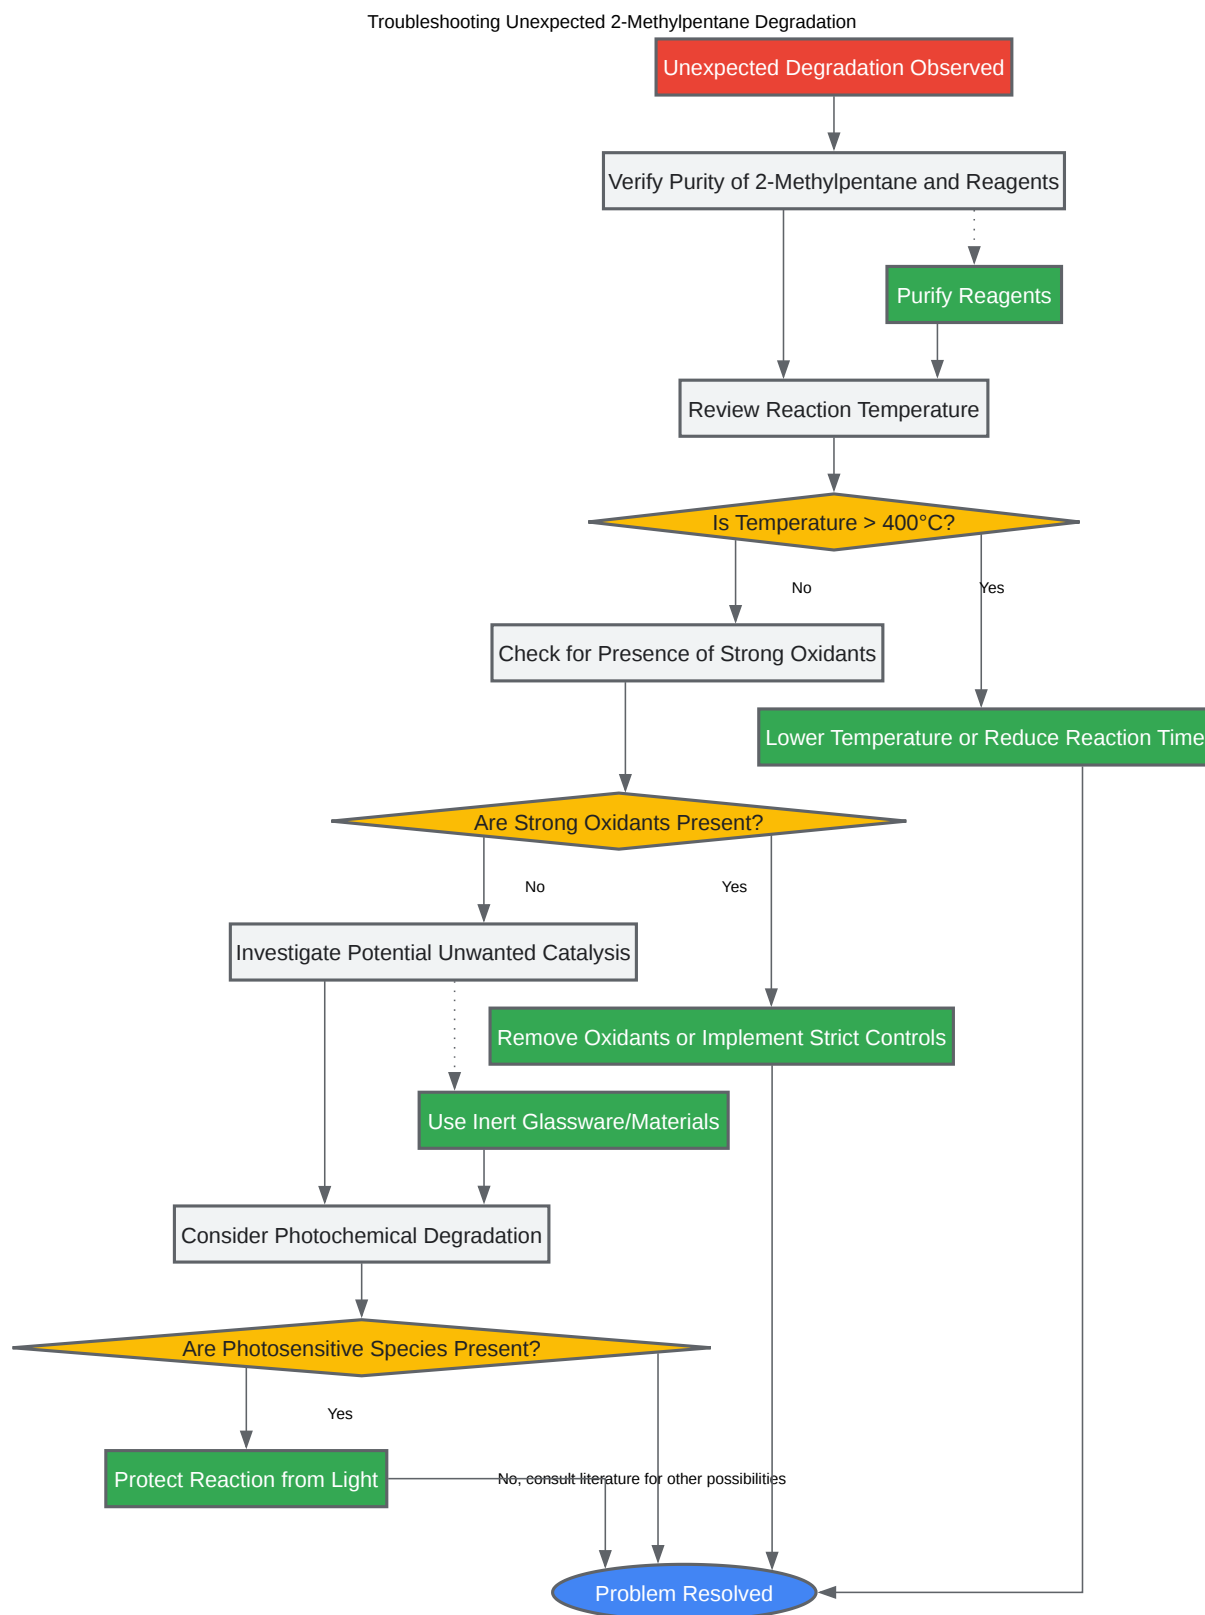 Troubleshooting Unexpected 2-Methylpentane Degradation
Unexpected Degradation Observed
Verify Purity of 2-Methylpentane and Reagents
Purify Reagents
Review Reaction Temperature
Is Temperature > 400°C?
No
Yes
Check for Presence of Strong Oxidants
Lower Temperature or Reduce Reaction Time
Are Strong Oxidants Present?
No
Yes
Investigate Potential Unwanted Catalysis
Remove Oxidants or Implement Strict Controls
Use Inert Glassware/Materials
Consider Photochemical Degradation
Are Photosensitive Species Present?
Yes
Protect Reaction from Light
No, consult literature for other possibilities
Problem Resolved